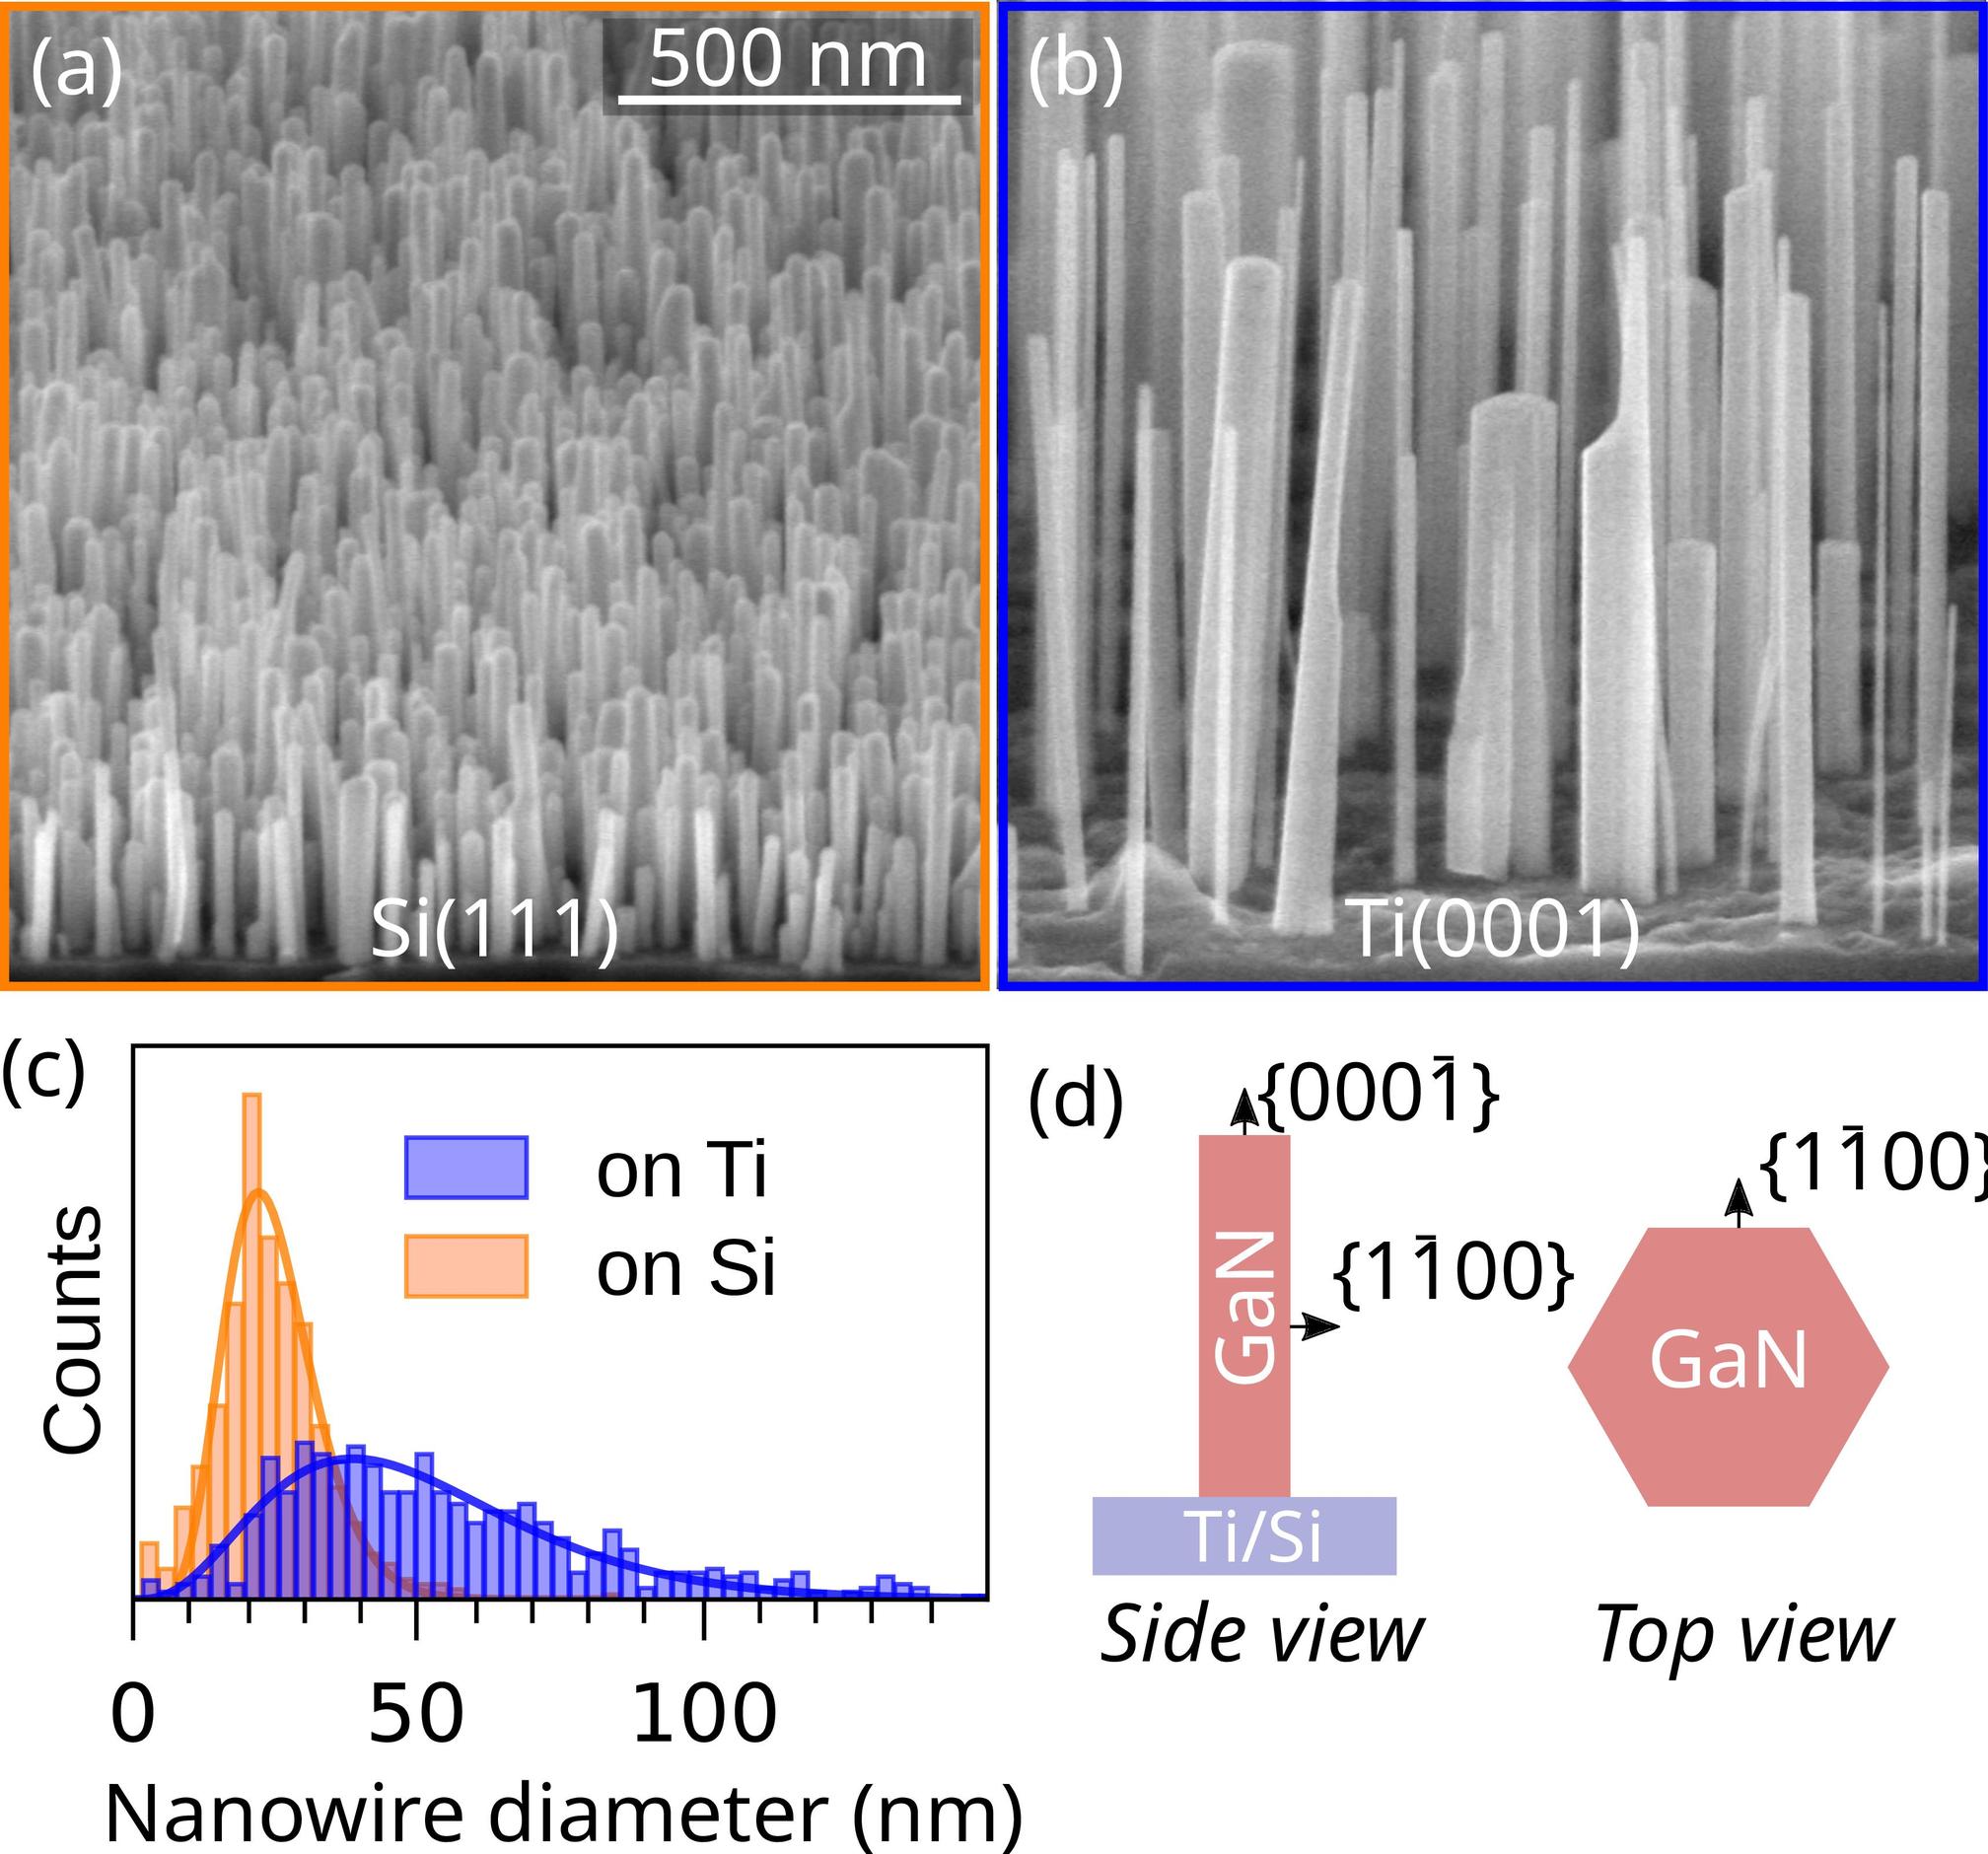 (a)
500 nm
Si(111)
(b)
Ti(0001)
(c)
Counts
on Ti
on Si
0 50 100
Nanowire diameter (nm)
(d)
{0001̄}
{11̄00}
GaN
Ti/Si
Side view
{11̄00}
GaN
Top view